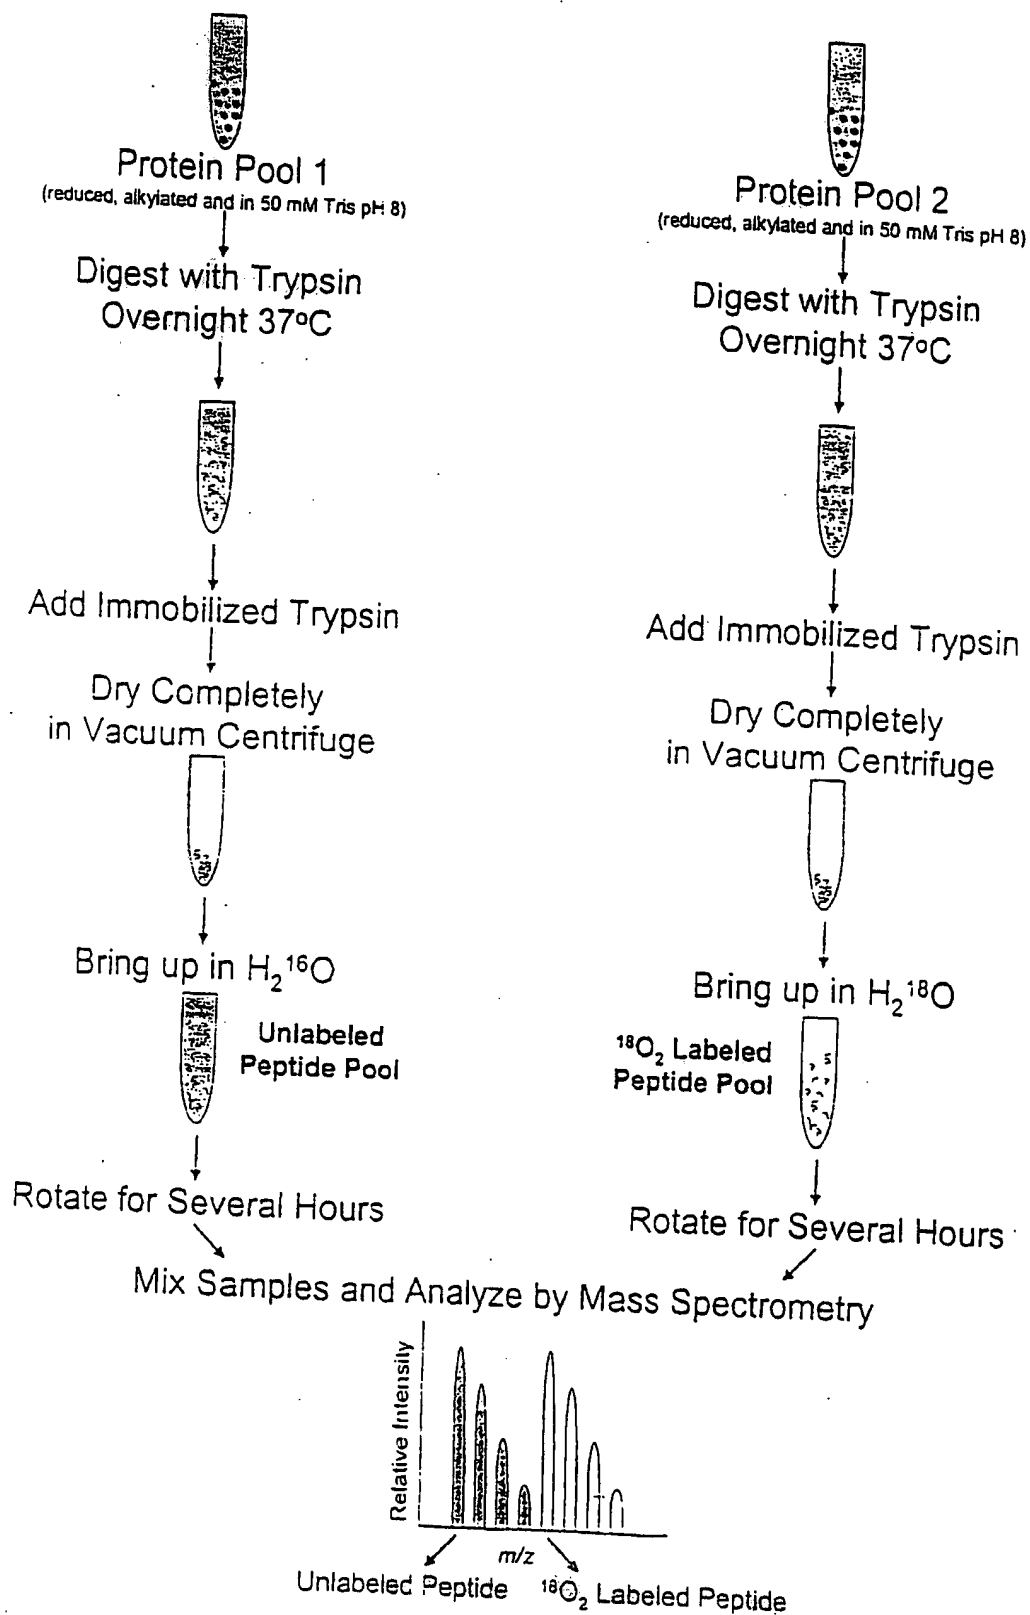 Protein Pool 1
(reduced, alkylated and in 50 mM Tris pH 8)
Digest with Trypsin
Overnight 37ºC
Add Immobilized Trypsin
Dry Completely
in Vacuum Centrifuge
Bring up in H₂¹⁶O
Unlabeled
Peptide Pool
Rotate for Several Hours
Protein Pool 2
(reduced, alkylated and in 50 mM Tris pH 8)
Digest with Trypsin
Overnight 37ºC
Add Immobilized Trypsin
Dry Completely
in Vacuum Centrifuge
Bring up in H₂¹⁸O
¹⁸O₂ Labeled
Peptide Pool
Rotate for Several Hours
Mix Samples and Analyze by Mass Spectrometry
Relative Intensity
m/z
Unlabeled Peptide
¹⁸O₂ Labeled Peptide